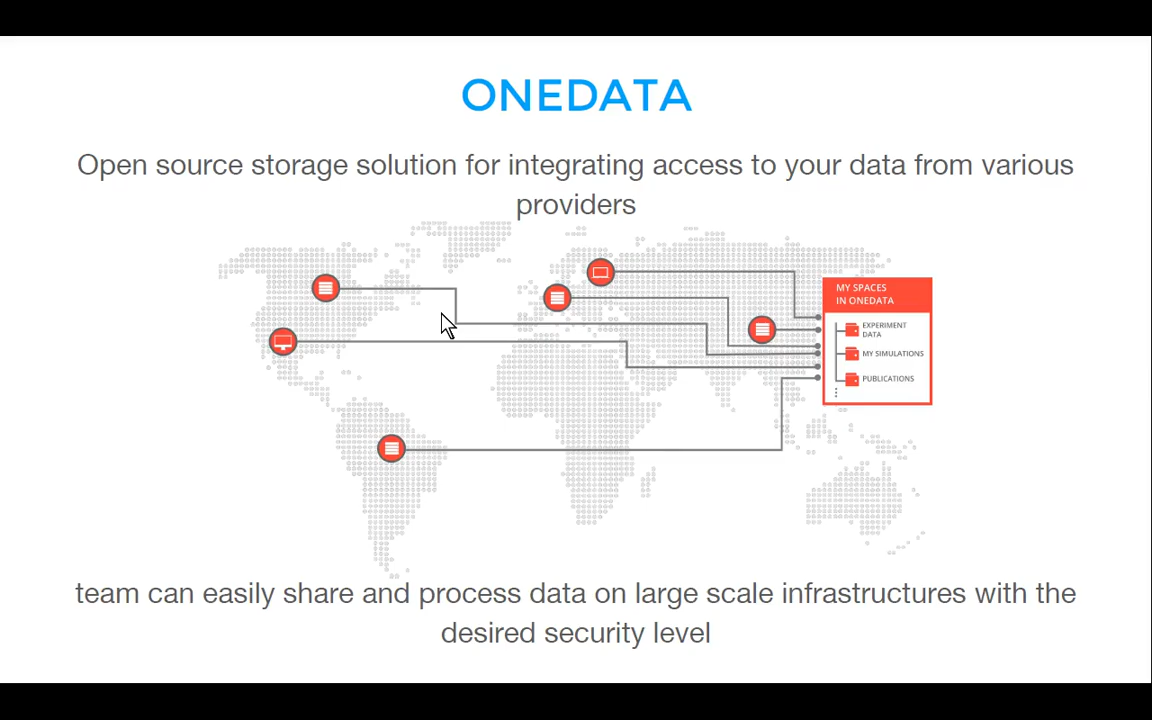 ONEDATA
Open source storage solution for integrating access to your data from various
providers
MY SPACES
IN ONEDATA
EXPERIMENT
DATA
MY SIMULATIONS
PUBLICATIONS
team can easily share and process data on large scale infrastructures with the
desired security level